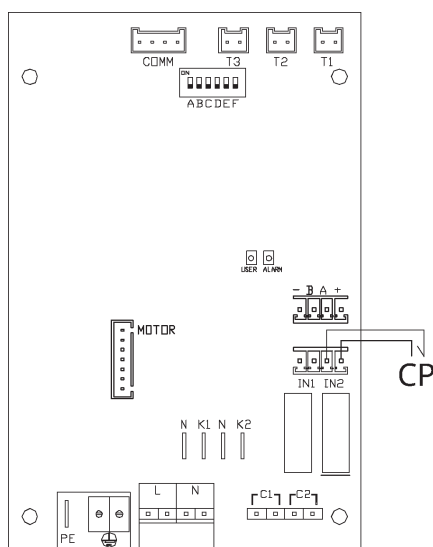 COMM T3 T2 T1
ON
ABCDEF
USER ALARM
- B A +
MOTOR
CP
IN1 IN2
N K1 N K2
L N
C1 C2
PE